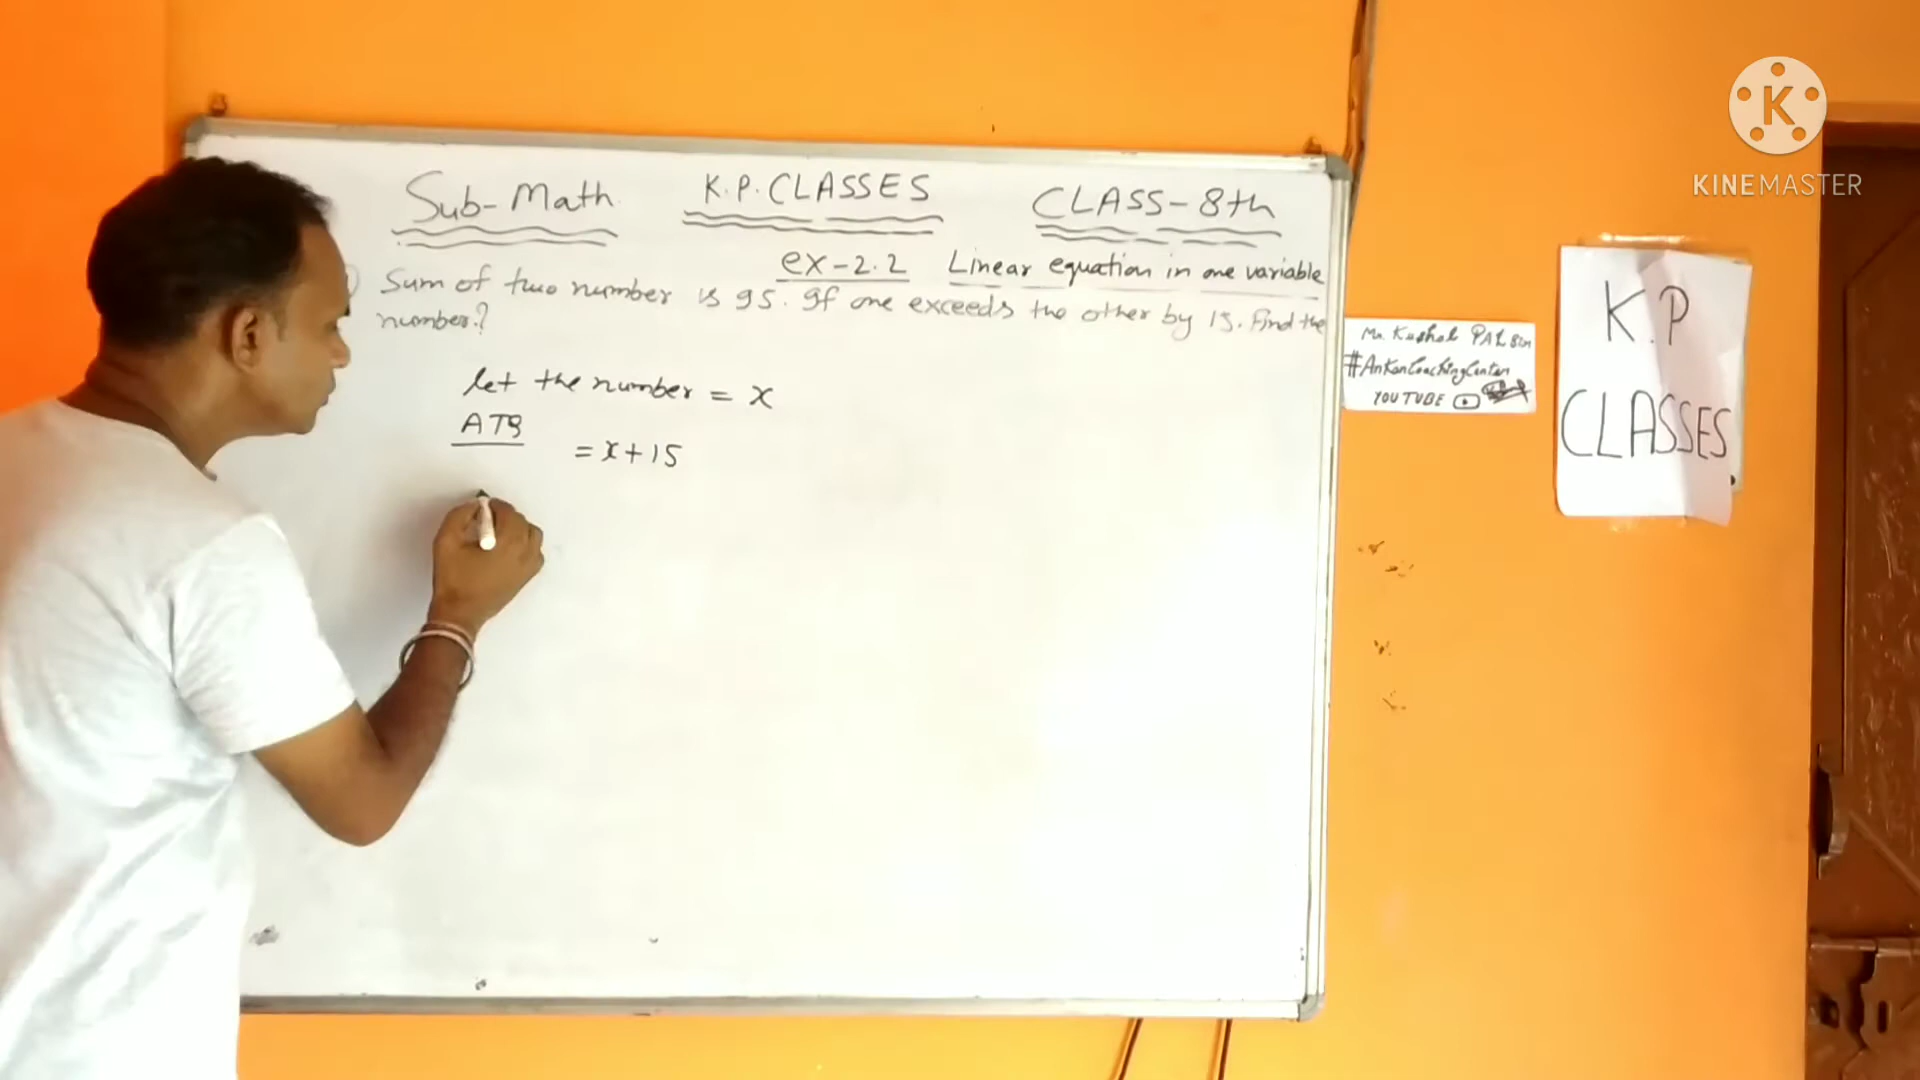 Sub-Math K.P. CLASSES CLASS-8th
ex-2.2 Linear equation in one variable
Sum of two number is 95. If one exceeds the other by 15. Find the
number.?
let the number = x
ATQ
= x+15
KINEMASTER
Mr. Kushal PAL Sir
#AnkanCoachingCenter
YOUTUBE
K.P
CLASSES